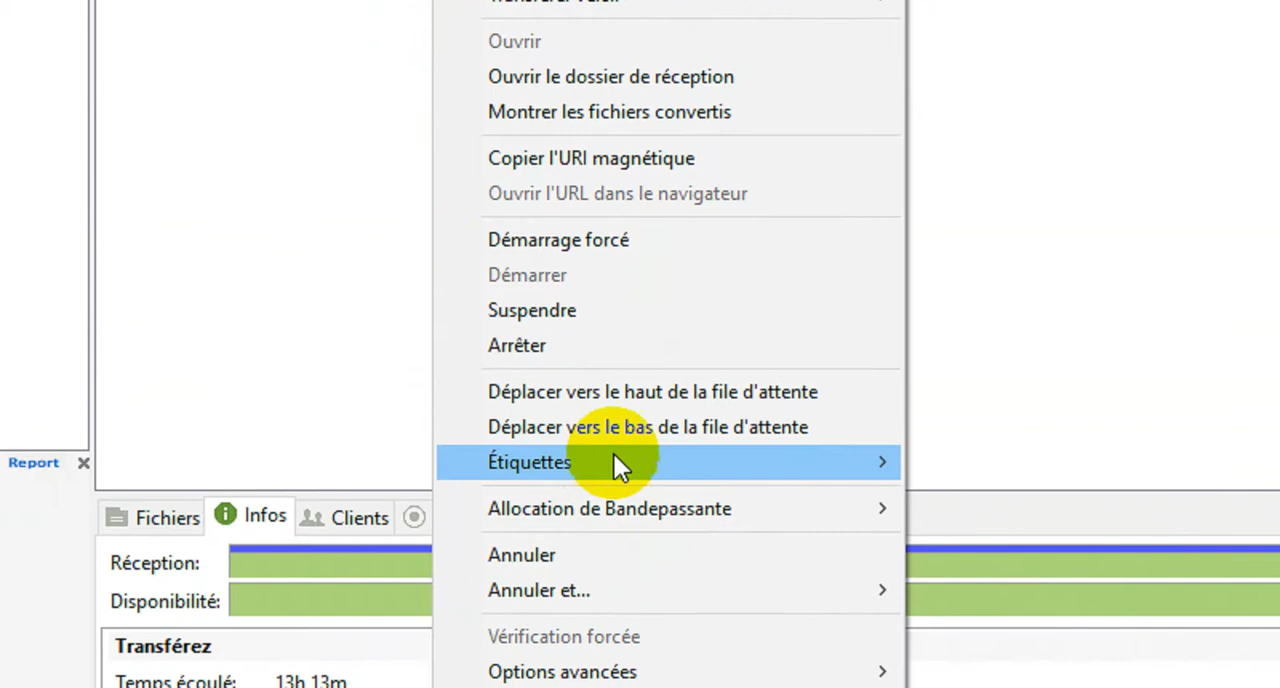 Ouvrir
Ouvrir le dossier de réception
Montrer les fichiers convertis
Copier l'URI magnétique
Ouvrir l'URL dans le navigateur
Démarrage forcé
Démarrer
Suspendre
Arrêter
Déplacer vers le haut de la file d'attente
Déplacer vers le bas de la file d'attente
Étiquettes
Allocation de Bandepassante
Annuler
Annuler et...
Vérification forcée
Options avancées
Report
Fichiers Infos Clients
Réception:
Disponibilité:
Transférez
Temps écoulé: 13h 13m